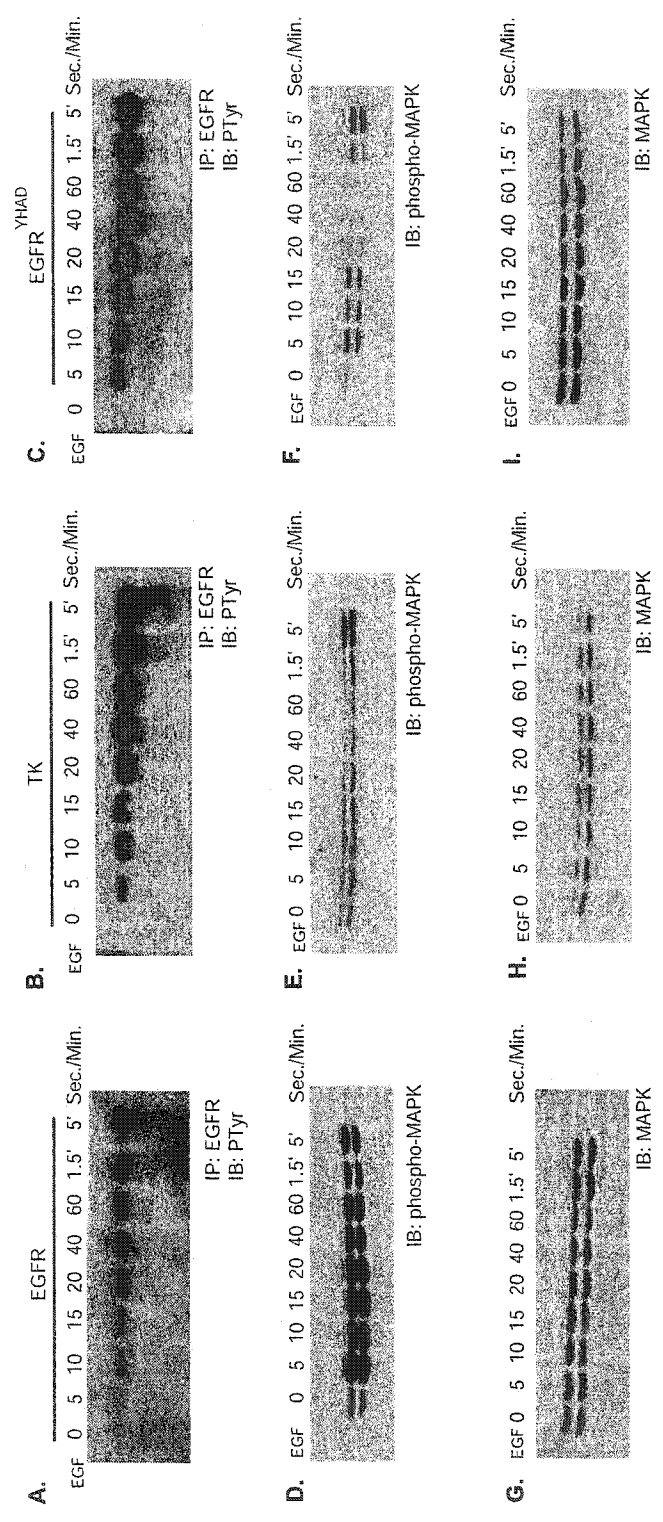 A.
EGFR
EGF 0 5 10 15 20 40 60 1.5' 5' Sec./Min.
IP: EGFR
IB: PTyr
B.
TK
EGF 0 5 10 15 20 40 60 1.5' 5' Sec./Min.
IP: EGFR
IB: PTyr
C.
EGFR YHAD
EGF 0 5 10 15 20 40 60 1.5' 5' Sec./Min.
IP: EGFR
IB: PTyr
D.
EGF 0 5 10 15 20 40 60 1.5' 5' Sec./Min.
IB: phospho-MAPK
E.
EGF 0 5 10 15 20 40 60 1.5' 5' Sec./Min.
IB: phospho-MAPK
F.
EGF 0 5 10 15 20 40 60 1.5' 5' Sec./Min.
IB: phospho-MAPK
G.
EGF 0 5 10 15 20 40 60 1.5' 5' Sec./Min.
IB: MAPK
H.
EGF 0 5 10 15 20 40 60 1.5' 5' Sec./Min.
IB: MAPK
I.
EGF 0 5 10 15 20 40 60 1.5' 5' Sec./Min.
IB: MAPK